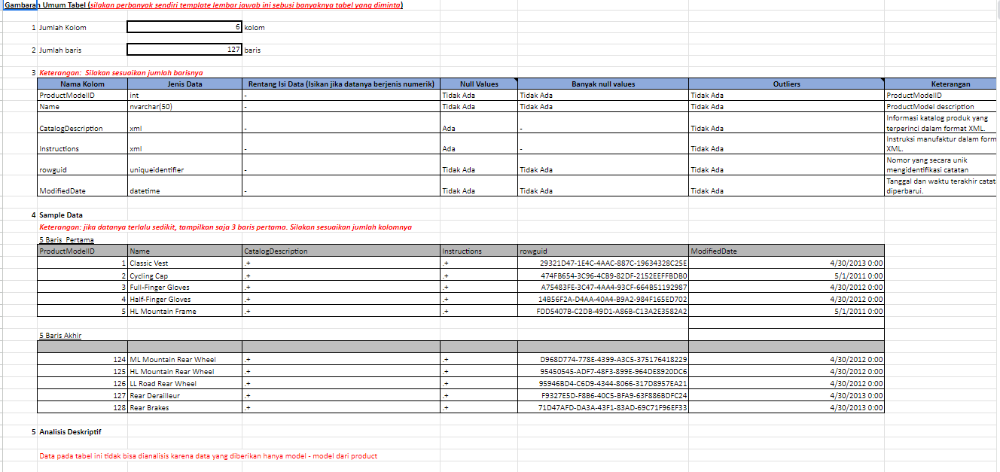 Gambaran Umum Tabel (silakan perbanyak sendiri template lembar jawab ini sebusi banyaknya tabel yang diminta)
1 Jumlah Kolom 6 kolom
2 Jumlah baris 127 baris
3 Keterangan: Silakan sesuaikan jumlah barisnya
Nama Kolom Jenis Data Rentang Isi Data (Isikan jika datanya berjenis numerik) Null Values Banyak null values Outliers Keterangan
ProductModelID int - Tidak Ada Tidak Ada Tidak Ada ProductModelID
Name nvarchar(50) - Tidak Ada Tidak Ada Tidak Ada ProductModel description
CatalogDescription xml - Ada - Tidak Ada Informasi katalog produk yang
terperinci dalam format XML.
Instructions xml - Ada - Tidak Ada Instruksi manufaktur dalam form
XML.
rowguid uniqueidentifier - Tidak Ada Tidak Ada Tidak Ada Nomor yang secara unik
mengidentifikasi catatan
ModifiedDate datetime - Tidak Ada Tidak Ada Tidak Ada Tanggal dan waktu terakhir catat
diperbarui.
4 Sample Data
Keterangan: jika datanya terlalu sedikit, tampilkan saja 3 baris pertama. Silakan sesuaikan jumlah kolomnya
5 Baris Pertama
ProductModelID Name CatalogDescription Instructions rowguid ModifiedDate
1 Classic Vest .+ .+ 29321D47-1E4C-4AAC-887C-19634328C25E 4/30/2013 0:00
2 Cycling Cap .+ .+ 474FB654-3C96-4CB9-82DF-2152EEFFBDB0 5/1/2011 0:00
3 Full-Finger Gloves .+ .+ A75483FE-3C47-4AA4-93CF-664B51192987 4/30/2012 0:00
4 Half-Finger Gloves .+ .+ 14B56F2A-D4AA-40A4-B9A2-984F165ED702 4/30/2012 0:00
5 HL Mountain Frame .+ .+ FDD5407B-C2DB-49D1-A86B-C13A2E3582A2 5/1/2011 0:00
5 Baris Akhir
124 ML Mountain Rear Wheel .+ .+ D968D774-778E-4399-A3C5-375176418229 4/30/2012 0:00
125 HL Mountain Rear Wheel .+ .+ 95450545-ADF7-48F3-899E-964DE8920DC6 4/30/2012 0:00
126 LL Road Rear Wheel .+ .+ 95946BD4-C6D9-4344-8066-317D8957EA21 4/30/2012 0:00
127 Rear Derailleur .+ .+ F9327E5D-F8B6-40C5-BFA9-63F886BDFC24 4/30/2013 0:00
128 Rear Brakes .+ .+ 71D47AFD-DA3A-43F1-83AD-69C71F96EF33 4/30/2013 0:00
5 Analisis Deskriptif
Data pada tabel ini tidak bisa dianalisis karena data yang diberikan hanya model - model dari product